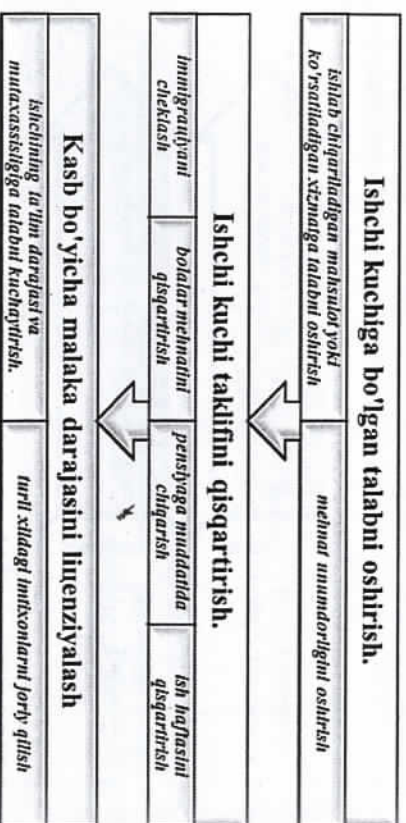 Ishchi kuchiga bo'lgan talabni oshirish.
ishlab chiqariladigan mahsulot yoki
ko'rsatiladigan xizmatga talabni oshirish
mehnat unumdorligini oshirish
Ishchi kuchi taklifini qisqartirish.
immigratsiyani
cheklash
bolalar mehnatini
qisqartirish
pensiyaga muddatida
chiqarish
ish haftasini
qisqartirish
Kasb bo'yicha malaka darajasini litsenziyalash
ishchining ta'lim darajasi va
mutaxassisligiga talabni kuchaytirish.
turli xildagi imtixonlarni joriy qilish